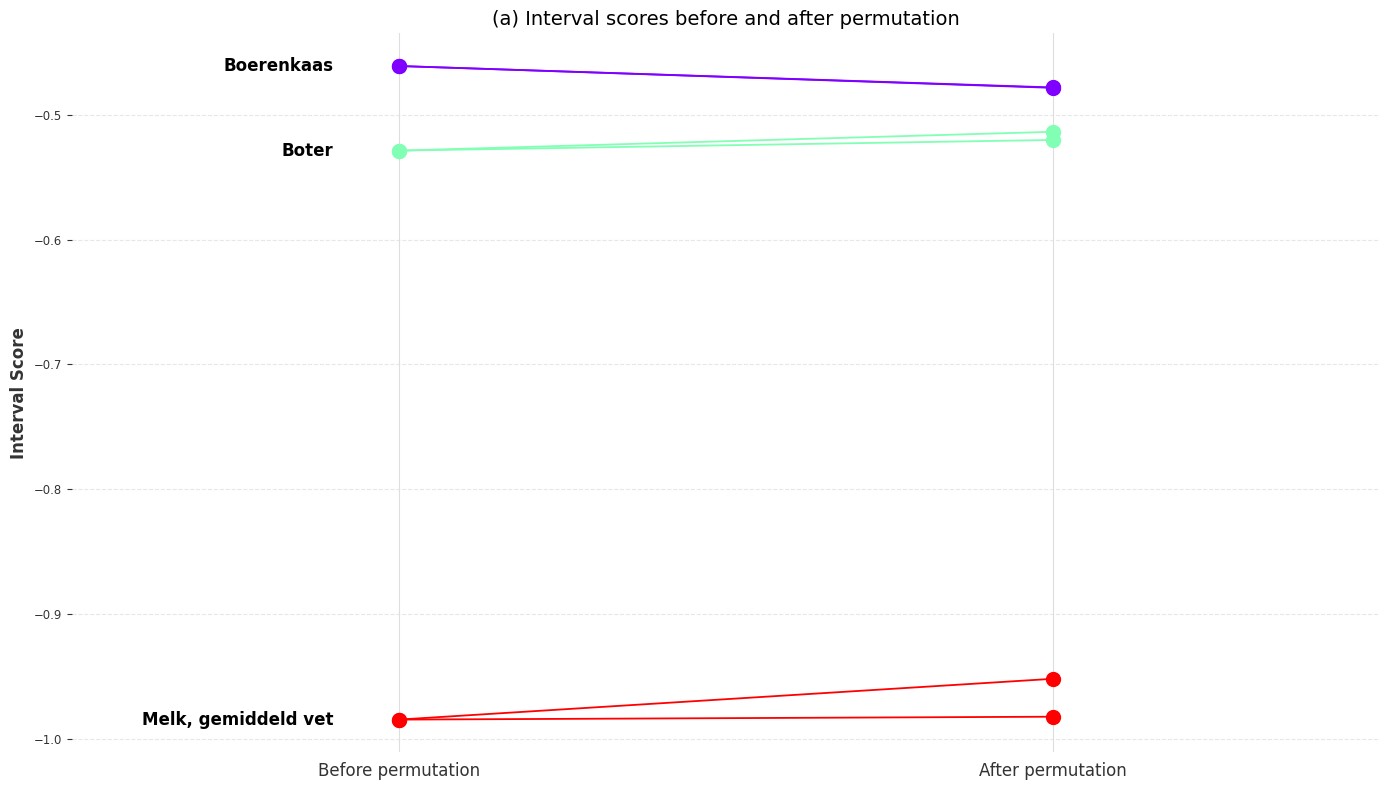 (a) Interval scores before and after permutation
Boerenkaas
Boter
Melk, gemiddeld vet
Interval Score
−0.5
−0.6
−0.7
−0.8
−0.9
−1.0
Before permutation
After permutation